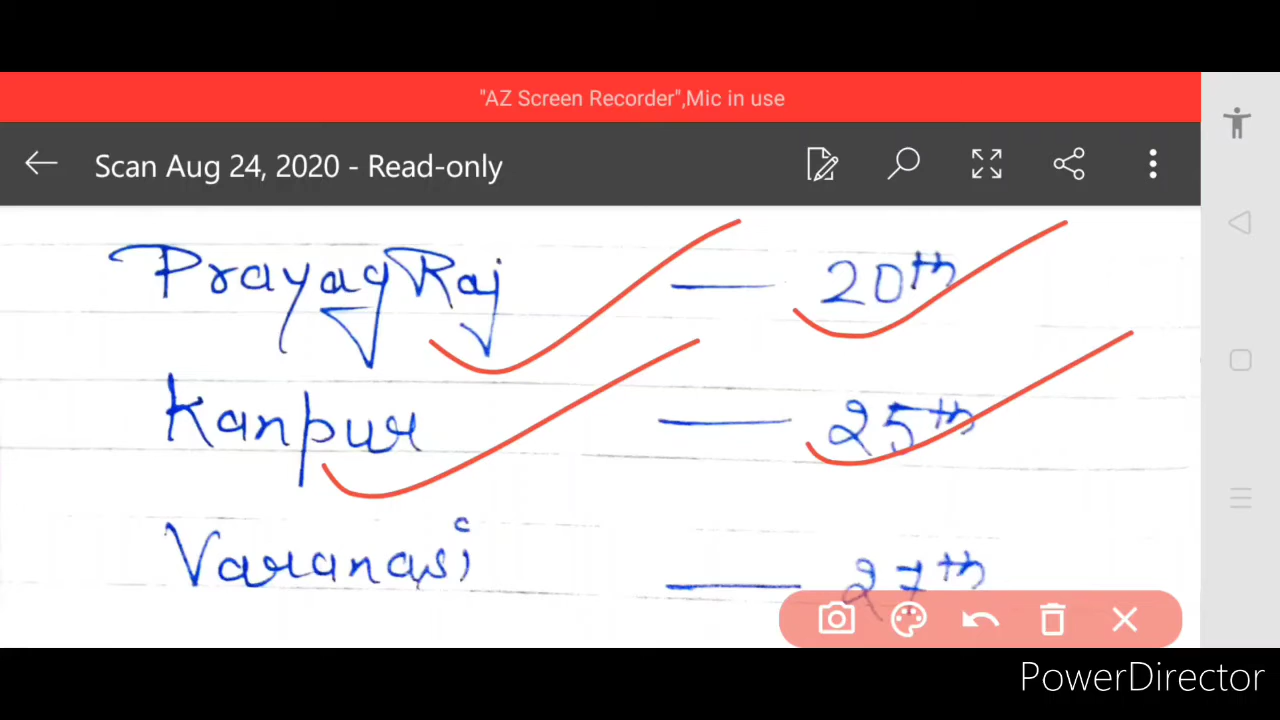 "AZ Screen Recorder",Mic in use
Scan Aug 24, 2020 - Read-only
PrayagRaj — 20th
Kanpur — 25th
Varanasi — 27th
PowerDirector